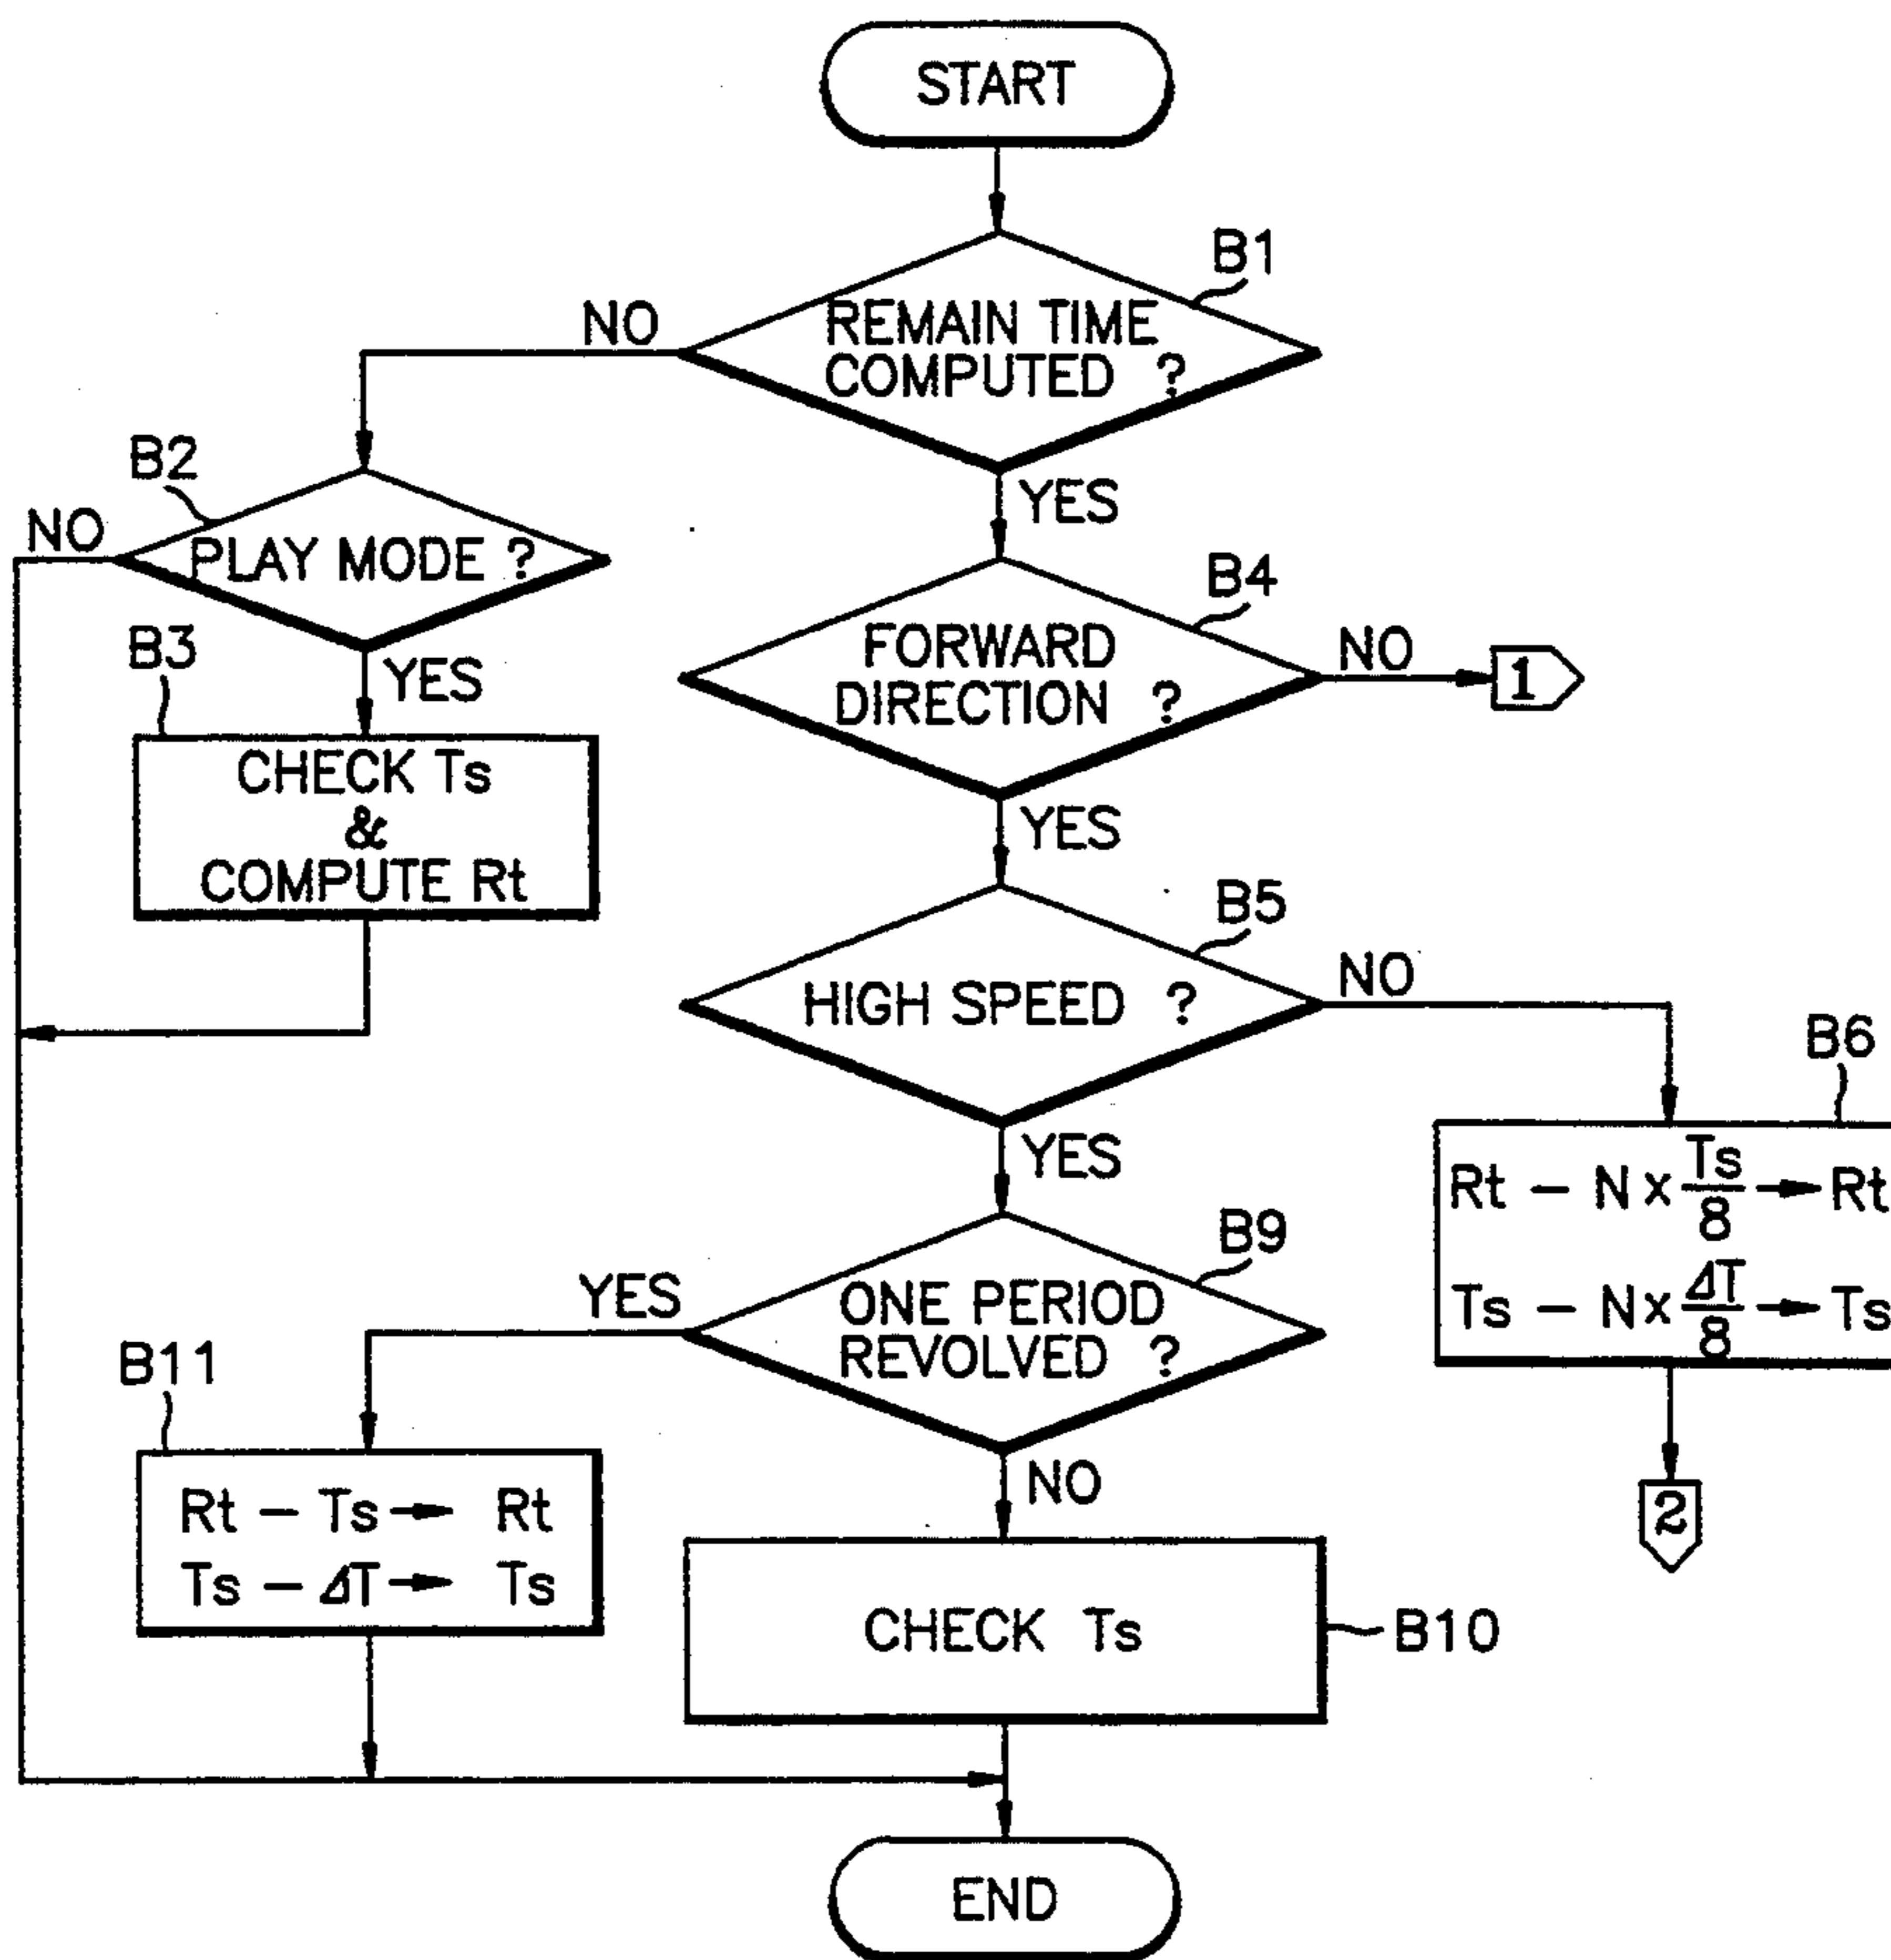 START
B1
NO
REMAIN TIME
COMPUTED ?
B2
YES
NO
PLAY MODE ?
B4
B3
YES
FORWARD
DIRECTION ?
NO
1
CHECK Ts
&
COMPUTE Rt
YES
B5
HIGH SPEED ?
NO
B6
YES
Rt - N x Ts/8 → Rt
Ts - N x ΔT/8 → Ts
B9
YES
ONE PERIOD
REVOLVED ?
B11
NO
2
Rt - Ts → Rt
Ts - ΔT → Ts
CHECK Ts
B10
END